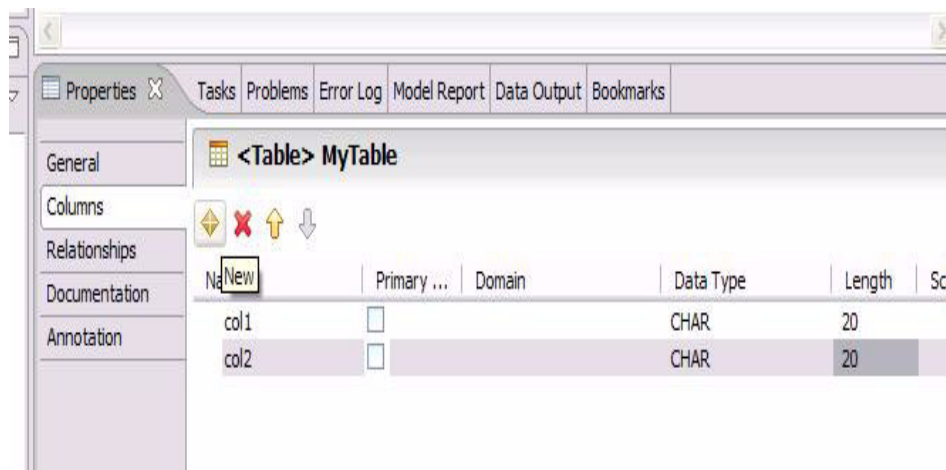 Properties Tasks Problems Error Log Model Report Data Output Bookmarks
<Table> MyTable
General
Columns
Relationships
Documentation
Annotation
New
Primary ... Domain Data Type Length
col1 CHAR 20
col2 CHAR 20